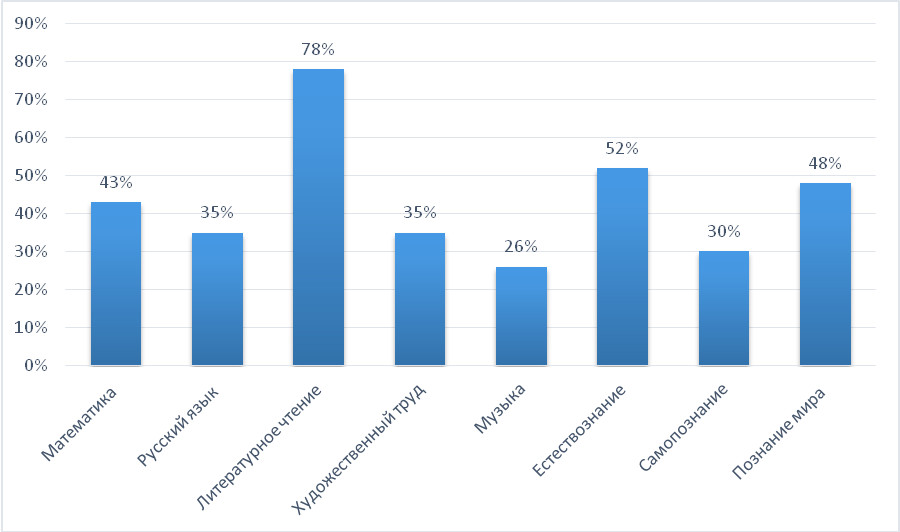 90%
80%
70%
60%
50%
40%
30%
20%
10%
0%
43%
35%
78%
35%
26%
52%
30%
48%
Математика
Русский язык
Литературное чтение
Художественный труд
Музыка
Естествознание
Самопознание
Познание мира